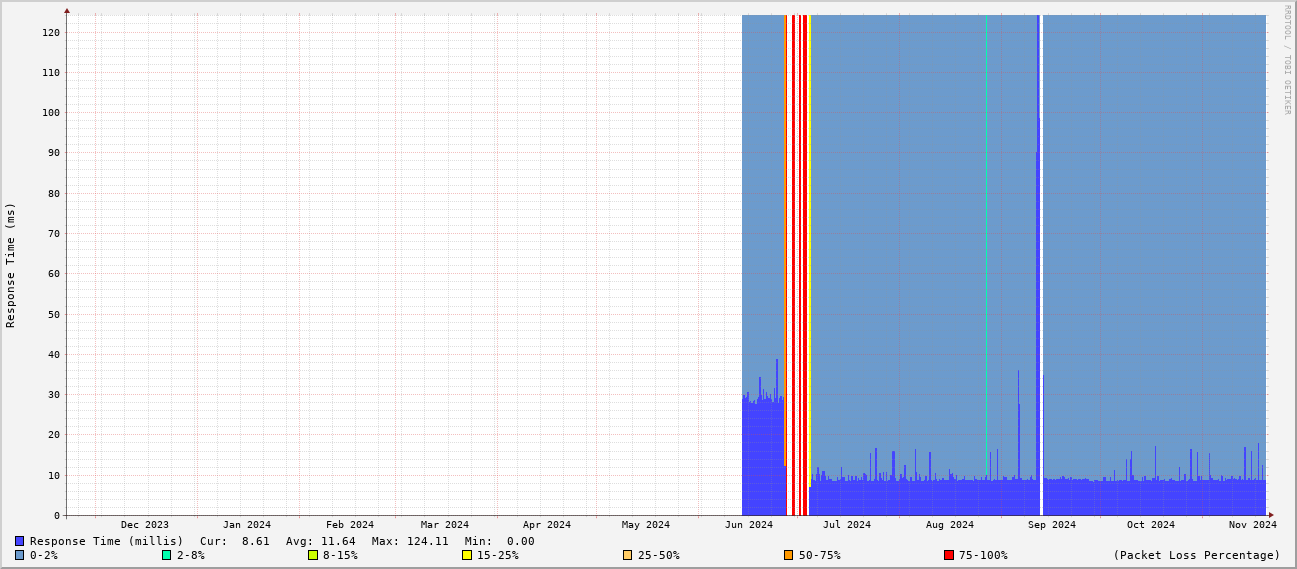 RRDTOOL / TOBI OETIKER
Response Time (ms)
120
110
100
90
80
70
60
50
40
30
20
10
0
Dec 2023 Jan 2024 Feb 2024 Mar 2024 Apr 2024 May 2024 Jun 2024 Jul 2024 Aug 2024 Sep 2024 Oct 2024 Nov 2024
Response Time (millis) Cur: 8.61 Avg: 11.64 Max: 124.11 Min: 0.00
0-2% 2-8% 8-15% 15-25% 25-50% 50-75% 75-100% (Packet Loss Percentage)